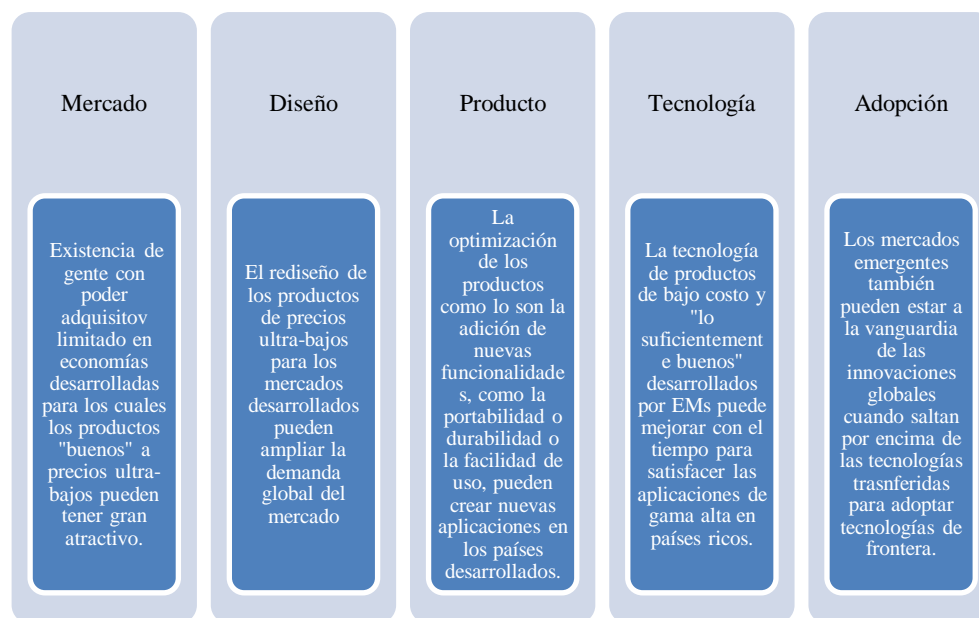 Mercado
Existencia de
gente con
poder
adquisitov
limitado en
economías
desarrolladas
para los cuales
los productos
"buenos" a
precios ultra-
bajos pueden
tener gran
atractivo.
Diseño
El rediseño de
los productos
de precios
ultra-bajos
para los
mercados
desarrollados
pueden
ampliar la
demanda
global del
mercado
Producto
La
optimización
de los
productos
como lo son la
adición de
nuevas
funcionalidade
s, como la
portabilidad o
durabilidad o
la facilidad de
uso, pueden
crear nuevas
aplicaciones en
los países
desarrollados.
Tecnología
La tecnología
de productos
de bajo costo y
"lo
suficientement
e buenos"
desarrollados
por EMs puede
mejorar con el
tiempo para
satisfacer las
aplicaciones de
gama alta en
países ricos.
Adopción
Los mercados
emergentes
también
pueden estar a
la vanguardia
de las
innovaciones
globales
cuando saltan
por encima de
las tecnologías
trasnferidas
para adoptar
tecnologías de
frontera.